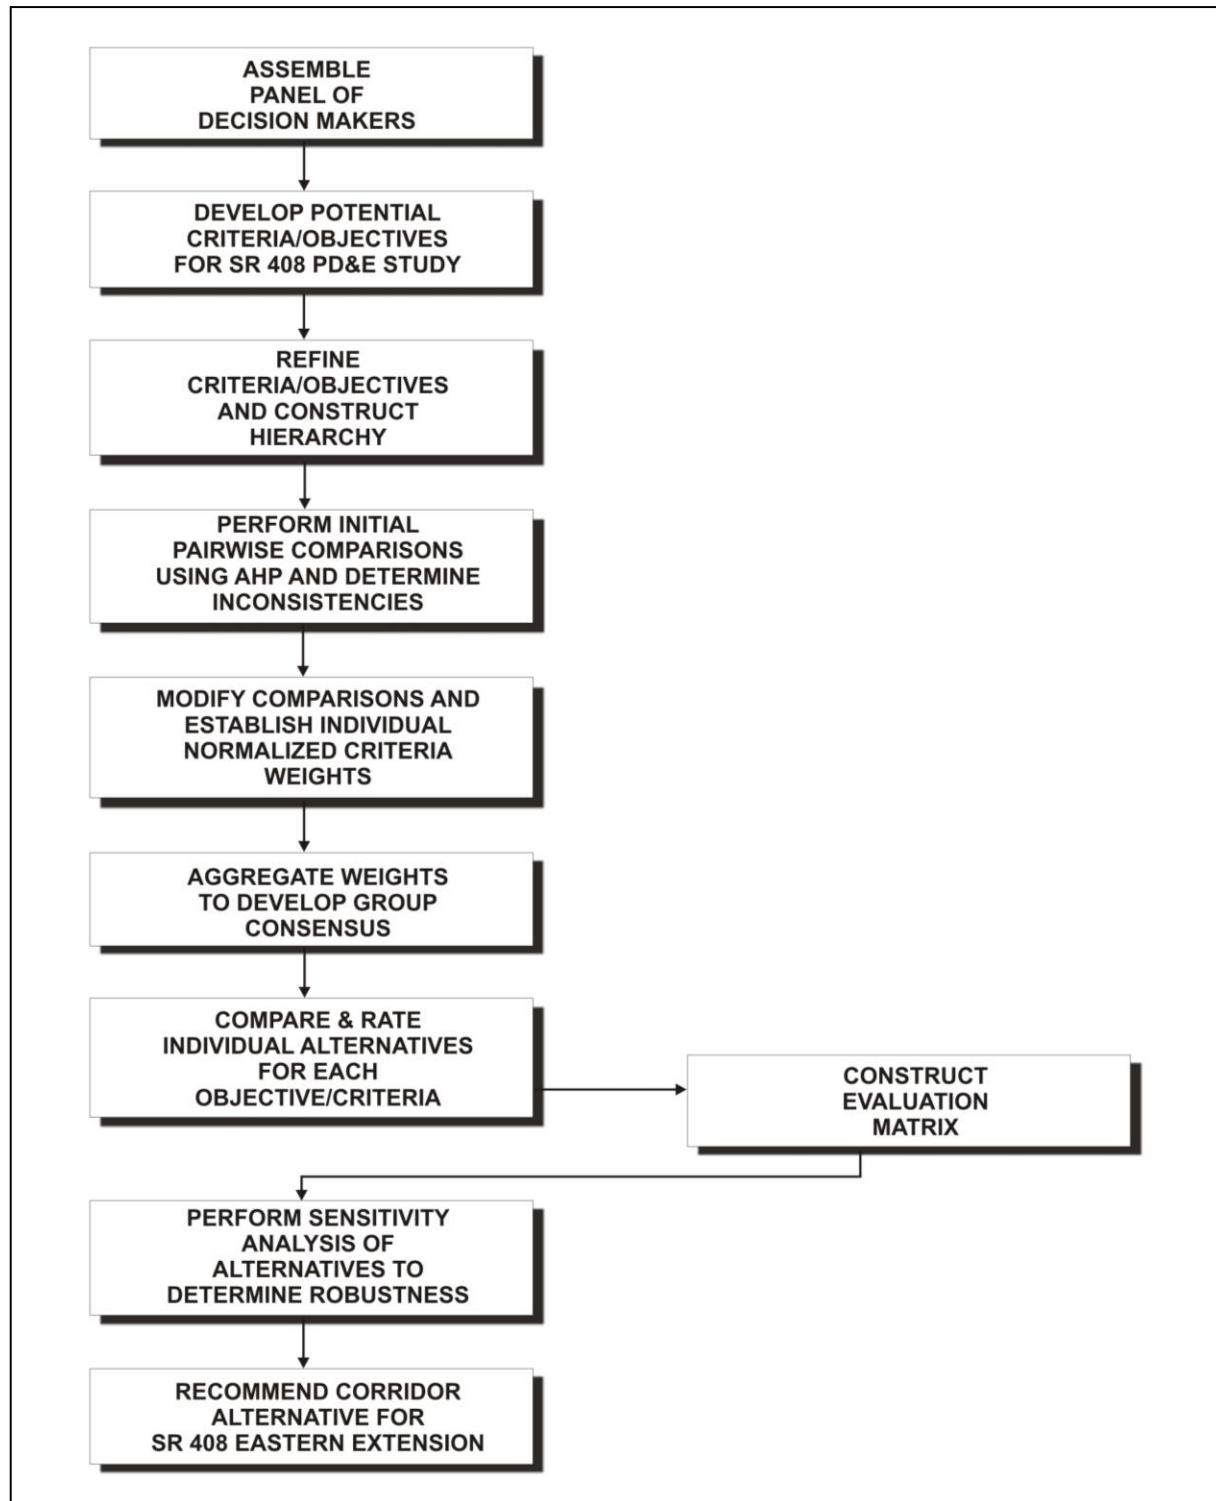 ASSEMBLE
PANEL OF
DECISION MAKERS
DEVELOP POTENTIAL
CRITERIA/OBJECTIVES
FOR SR 408 PD&E STUDY
REFINE
CRITERIA/OBJECTIVES
AND CONSTRUCT
HIERARCHY
PERFORM INITIAL
PAIRWISE COMPARISONS
USING AHP AND DETERMINE
INCONSISTENCIES
MODIFY COMPARISONS AND
ESTABLISH INDIVIDUAL
NORMALIZED CRITERIA
WEIGHTS
AGGREGATE WEIGHTS
TO DEVELOP GROUP
CONSENSUS
COMPARE & RATE
INDIVIDUAL ALTERNATIVES
FOR EACH
OBJECTIVE/CRITERIA
CONSTRUCT
EVALUATION
MATRIX
PERFORM SENSITIVITY
ANALYSIS OF
ALTERNATIVES TO
DETERMINE ROBUSTNESS
RECOMMEND CORRIDOR
ALTERNATIVE FOR
SR 408 EASTERN EXTENSION